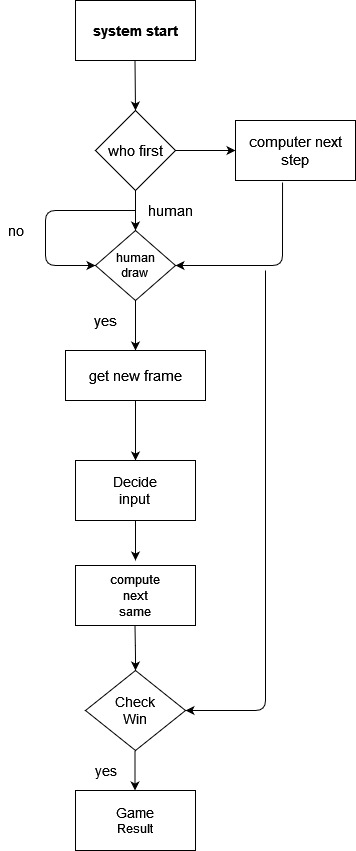 system start
who first
computer next
step
human
no
human
draw
yes
get new frame
Decide
input
compute
next
same
Check
Win
yes
Game
Result